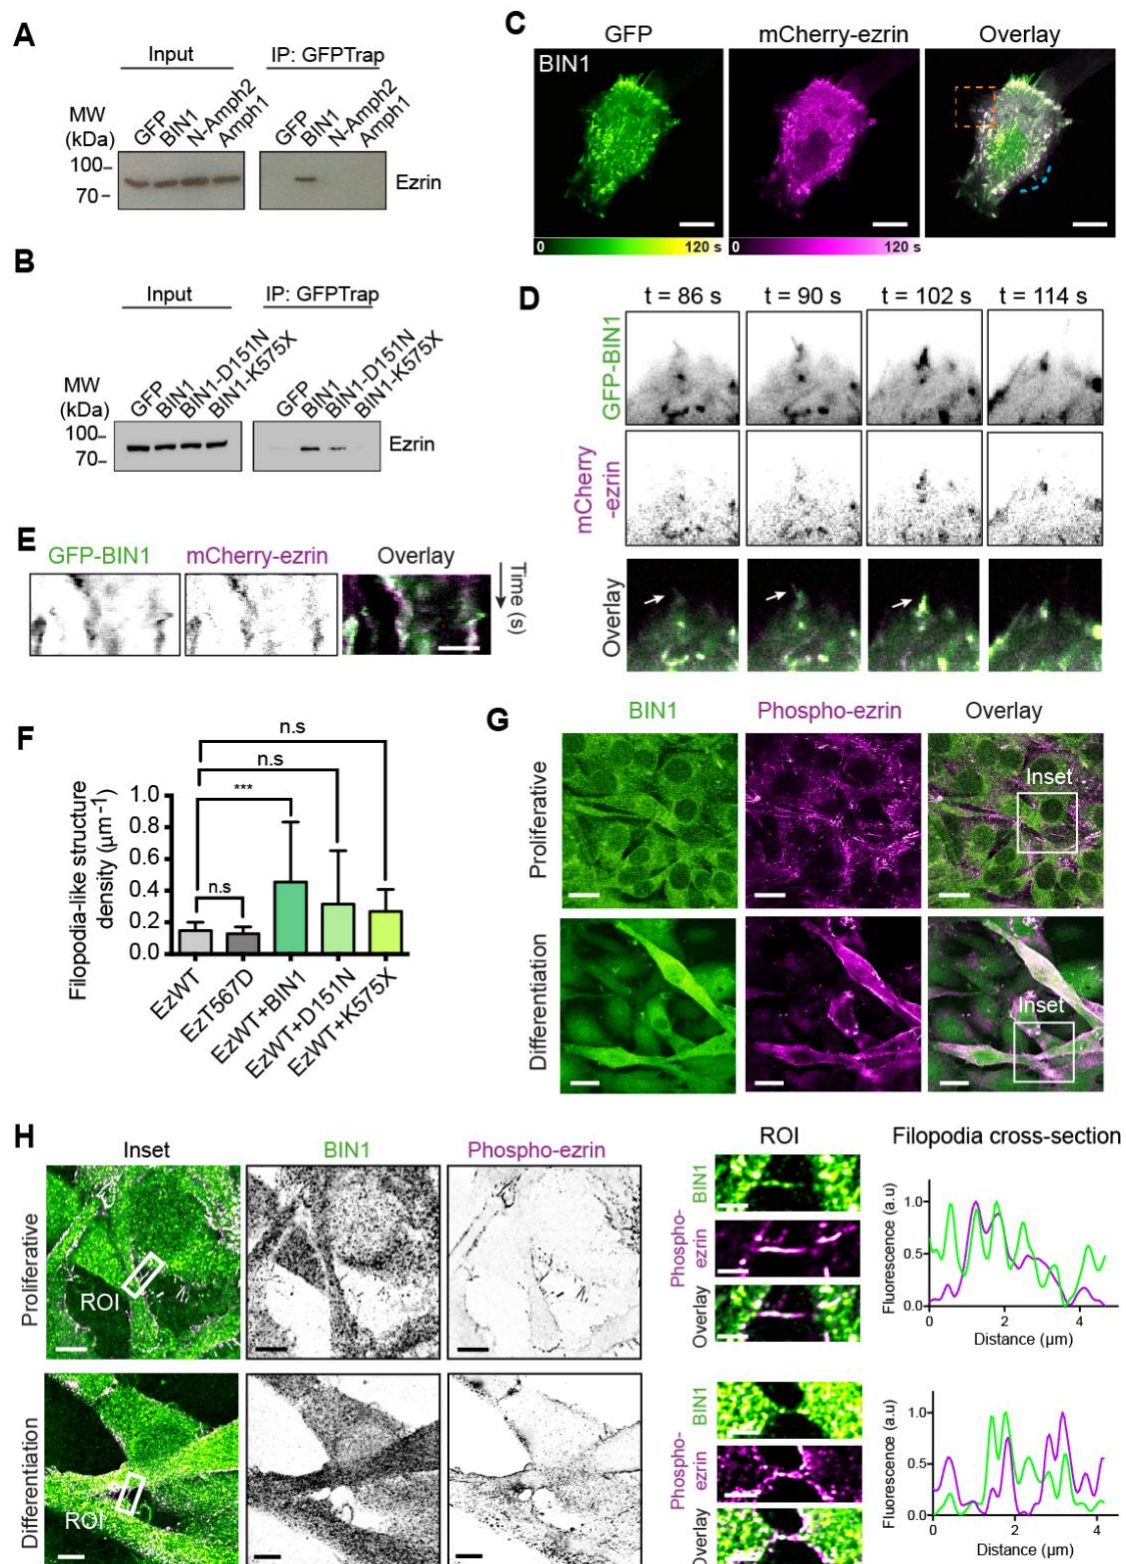 A
Input
IP: GFPTrap
MW
(kDa)
GFP
BIN1
N-Amph2
Amph1
GFP
BIN1
N-Amph2
Amph1
100
70
Ezrin
B
Input
IP: GFPTrap
MW
(kDa)
GFP
BIN1
BIN1-D151N
BIN1-K575X
GFP
BIN1
BIN1-D151N
BIN1-K575X
100
70
Ezrin
C
GFP
mCherry-ezrin
Overlay
BIN1
0 120 s
0 120 s
D
t = 86 s
t = 90 s
t = 102 s
t = 114 s
GFP-BIN1
mCherry
-ezrin
Overlay
E
GFP-BIN1
mCherry-ezrin
Overlay
Time (s)
F
n.s
n.s
***
n.s
Filopodia-like structure
density (µm⁻¹)
1.0
0.8
0.6
0.4
0.2
0.0
EzWT
EzT567D
EzWT+BIN1
EzWT+D151N
EzWT+K575X
G
BIN1
Phospho-ezrin
Overlay
Proliferative
Inset
Differentiation
Inset
H
Inset
BIN1
Phospho-ezrin
ROI
Filopodia cross-section
Proliferative
ROI
BIN1
Phospho-
ezrin
Overlay
Fluorescence (a.u)
1.0
0.5
0.0
0 2 4
Distance (µm)
Differentiation
ROI
BIN1
Phospho-
ezrin
Overlay
Fluorescence (a.u)
1.0
0.5
0.0
0 2 4
Distance (µm)